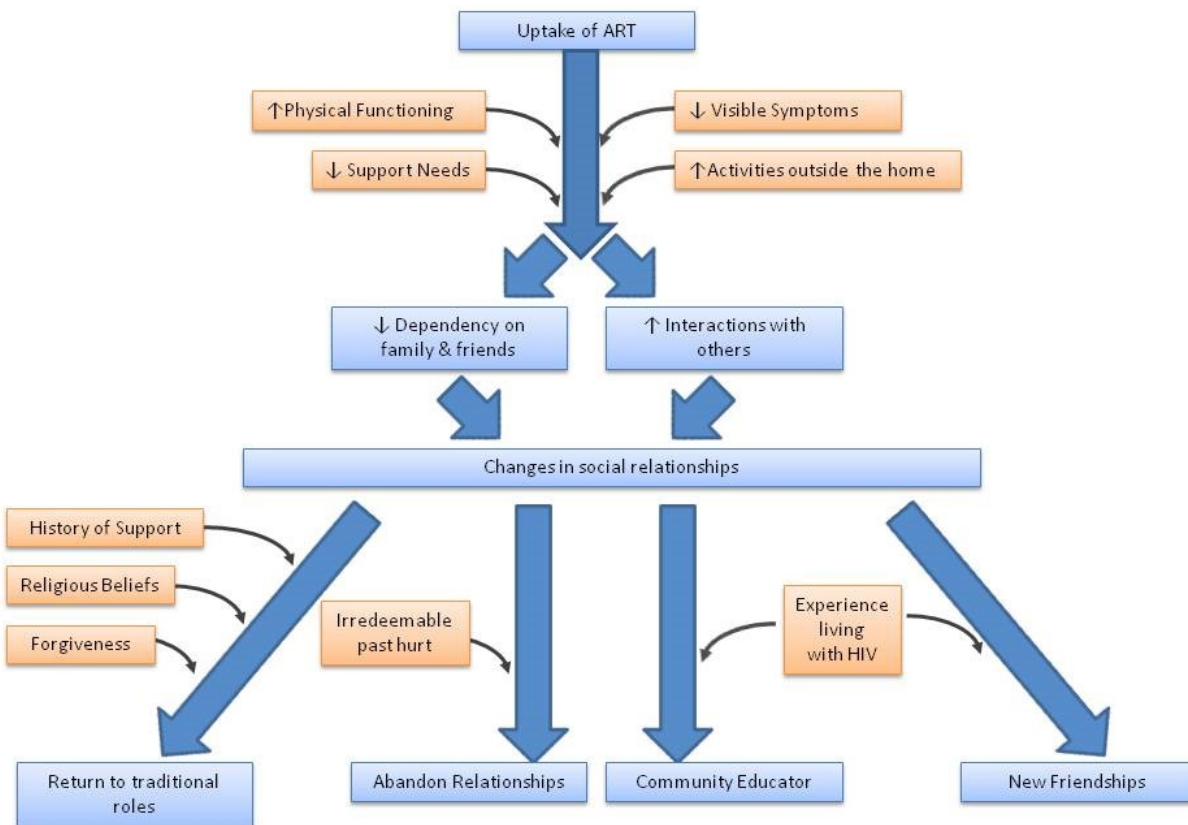 Uptake of ART
↑Physical Functioning
↓ Visible Symptoms
↓ Support Needs
↑Activities outside the home
↓ Dependency on
family & friends
↑ Interactions with
others
Changes in social relationships
History of Support
Religious Beliefs
Forgiveness
Irredeemable
past hurt
Experience
living
with HIV
Return to traditional
roles
Abandon Relationships
Community Educator
New Friendships